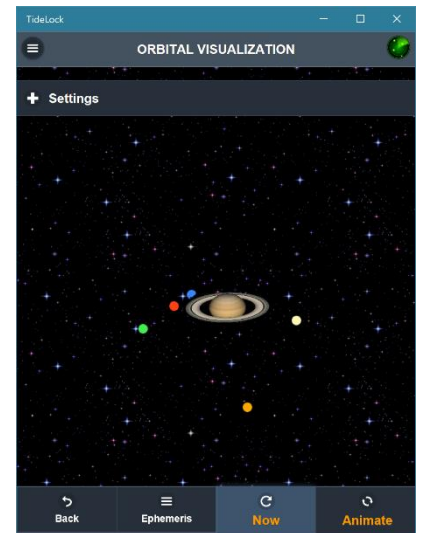 TideLock
ORBITAL VISUALIZATION
Settings
Back
Ephemeris
Now
Animate